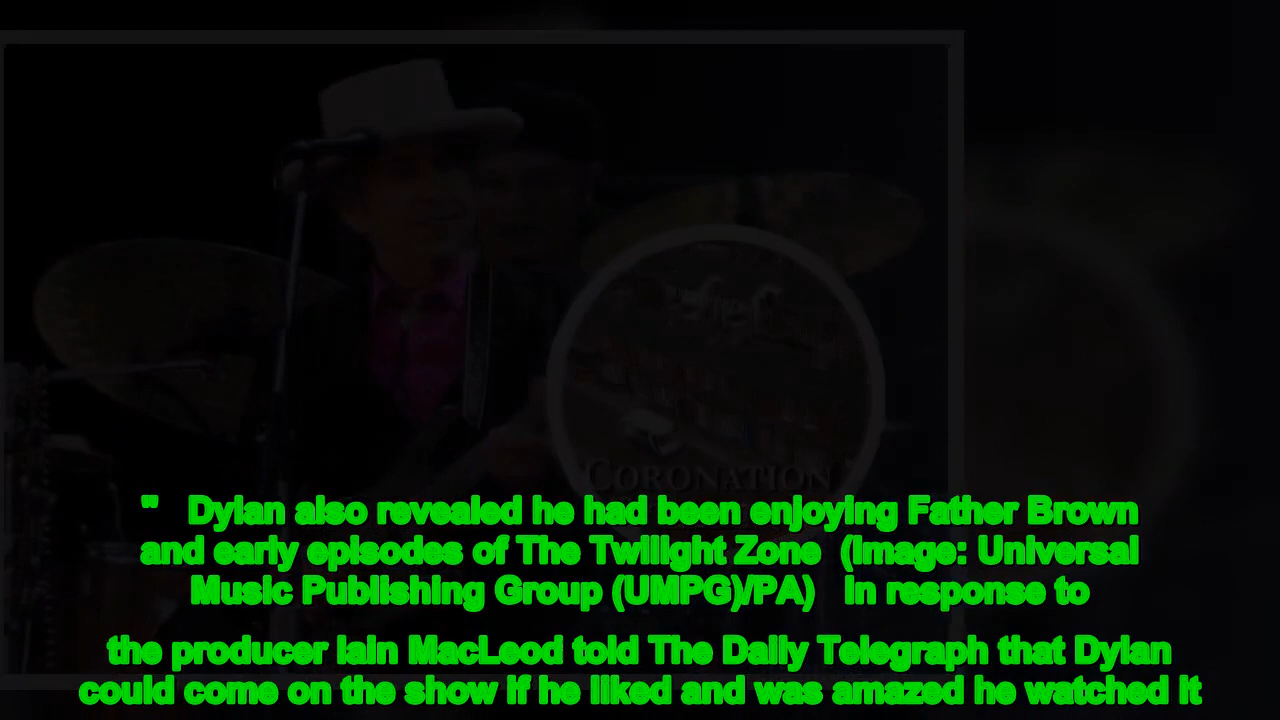 CORONATION
" Dylan also revealed he had been enjoying Father Brown
and early episodes of The Twilight Zone (Image: Universal
Music Publishing Group (UMPG)/PA) In response to
the producer Iain MacLeod told The Daily Telegraph that Dylan
could come on the show if he liked and was amazed he watched it